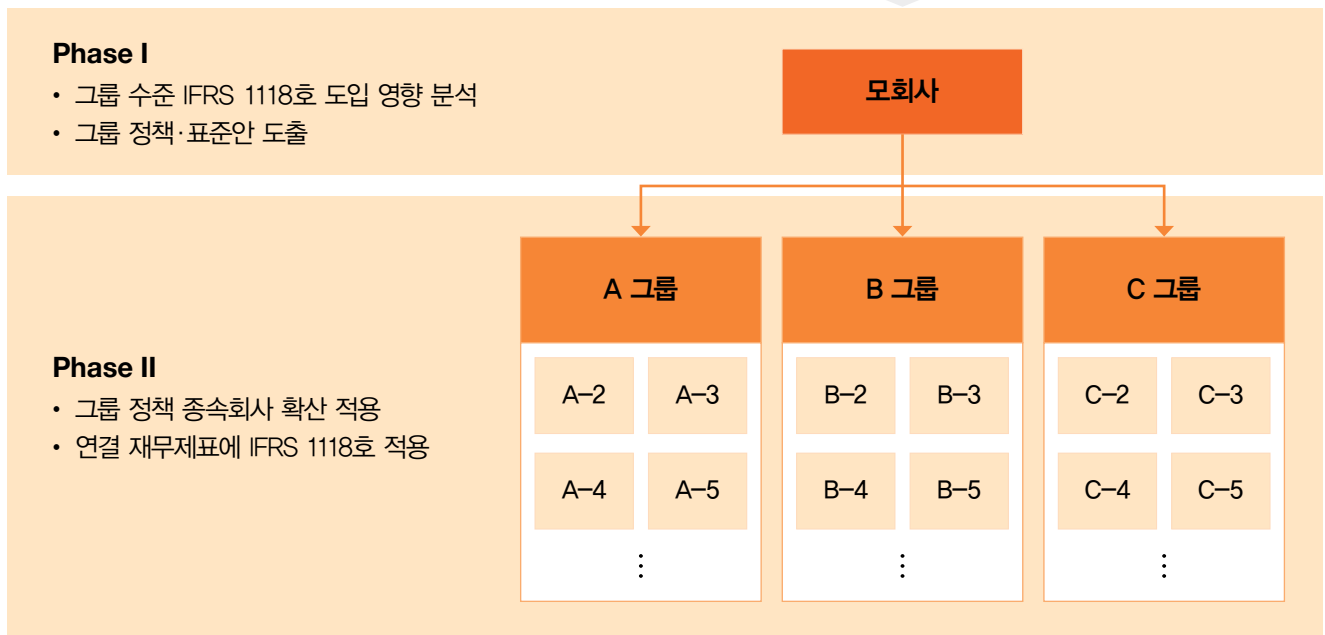 Phase I
• 그룹 수준 IFRS 1118호 도입 영향 분석
• 그룹 정책·표준안 도출
모회사
A 그룹
B 그룹
C 그룹
Phase II
• 그룹 정책 종속회사 확산 적용
• 연결 재무제표에 IFRS 1118호 적용
A–2 A–3
A–4 A–5
⋮
B–2 B–3
B–4 B–5
⋮
C–2 C–3
C–4 C–5
⋮